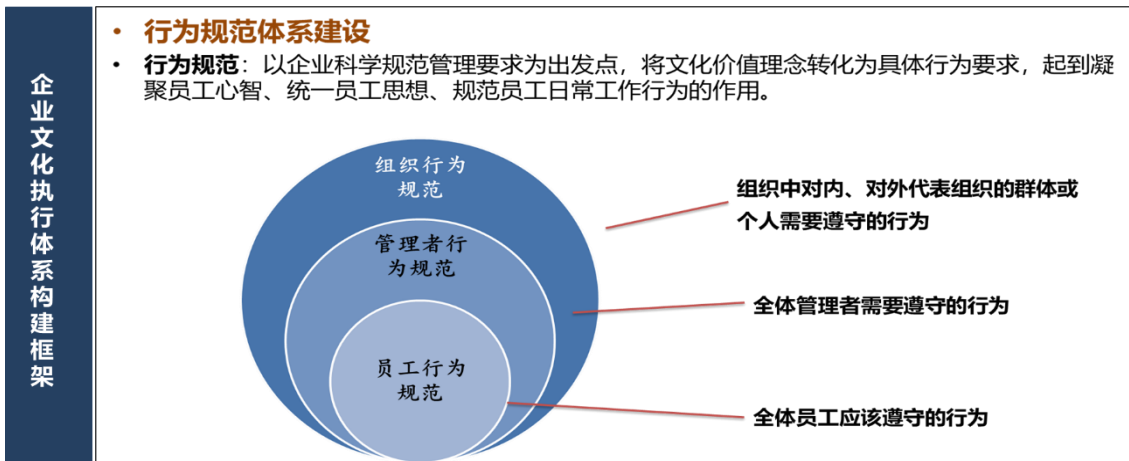 企业文化执行体系构建框架
• 行为规范体系建设
• 行为规范：以企业科学规范管理要求为出发点，将文化价值理念转化为具体行为要求，起到凝
聚员工心智、统一员工思想、规范员工日常工作行为的作用。
组织行为
规范
管理者行
为规范
员工行为
规范
组织中对内、对外代表组织的群体或
个人需要遵守的行为
全体管理者需要遵守的行为
全体员工应该遵守的行为